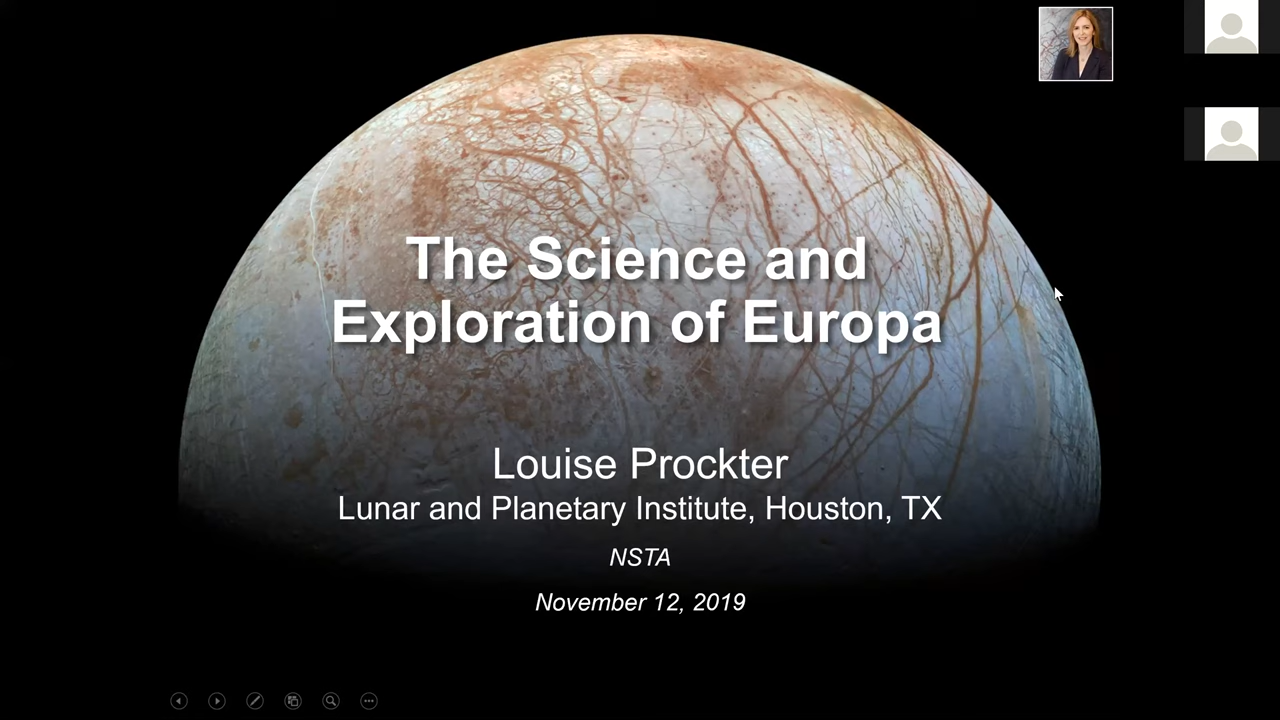 The Science and
Exploration of Europa
Louise Prockter
Lunar and Planetary Institute, Houston, TX
NSTA
November 12, 2019